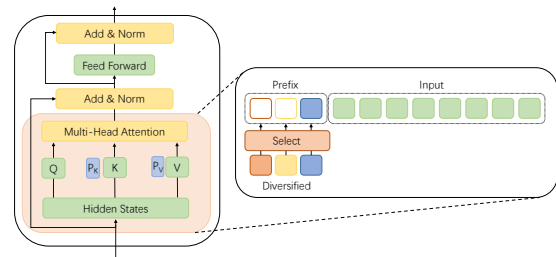 Add & Norm
Feed Forward
Add & Norm
Multi-Head Attention
Q
PK
K
PV
V
Hidden States
Prefix
Input
Select
Diversified